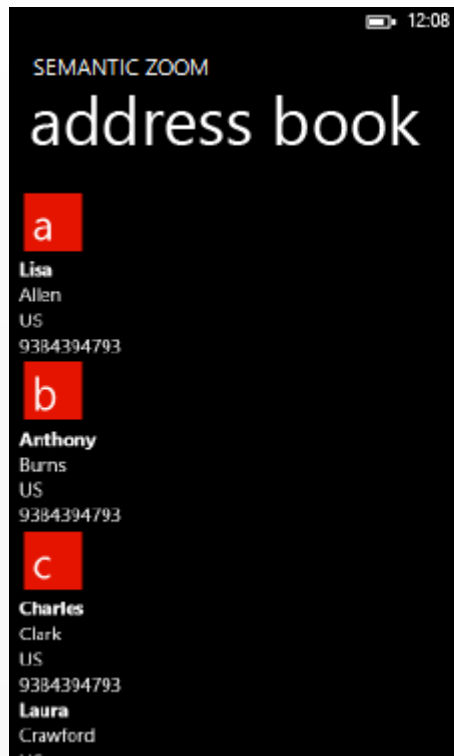 12:08
SEMANTIC ZOOM
address book
a
Lisa
Allen
US
9384394793
b
Anthony
Burns
US
9384394793
c
Charles
Clark
US
9384394793
Laura
Crawford